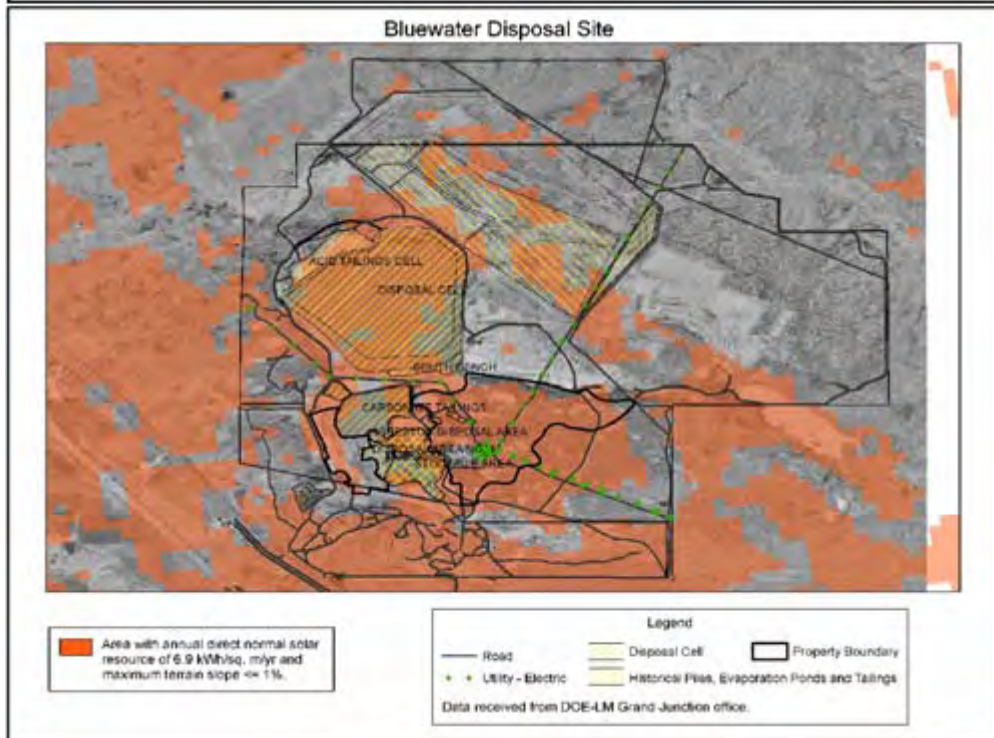 Bluewater Disposal Site
ACID TAILINGS CELL
DISPOSAL CELL
CARBONATE TAILINGS
DISPOSAL AREA
Area with annual direct normal solar
resource of 6.9 kWh/sq. m/yr and
maximum terrain slope <= 1%.
Legend
Road
Disposal Cell
Property Boundary
Utility - Electric
Historical Piles, Evaporation Ponds and Tailings
Data received from DOE-LM Grand Junction office.